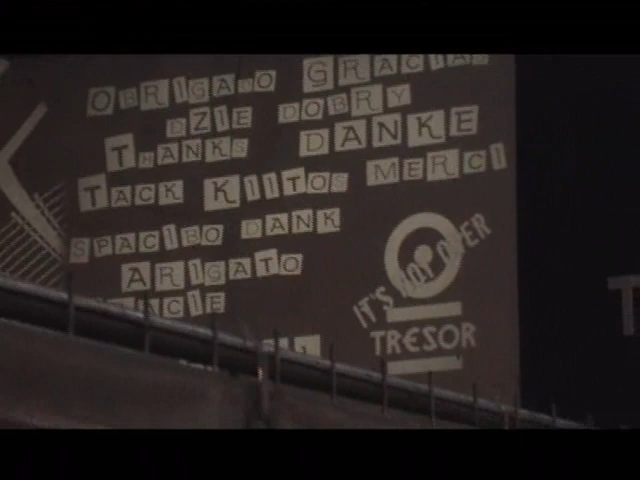 OBRIGADO GRACIAS
DZIE DOBRY
THANKS DANKE
TACK KIITOS MERCI
SPACIBO DANK
ARIGATO
IT'S NOT OVER
TRESOR
T